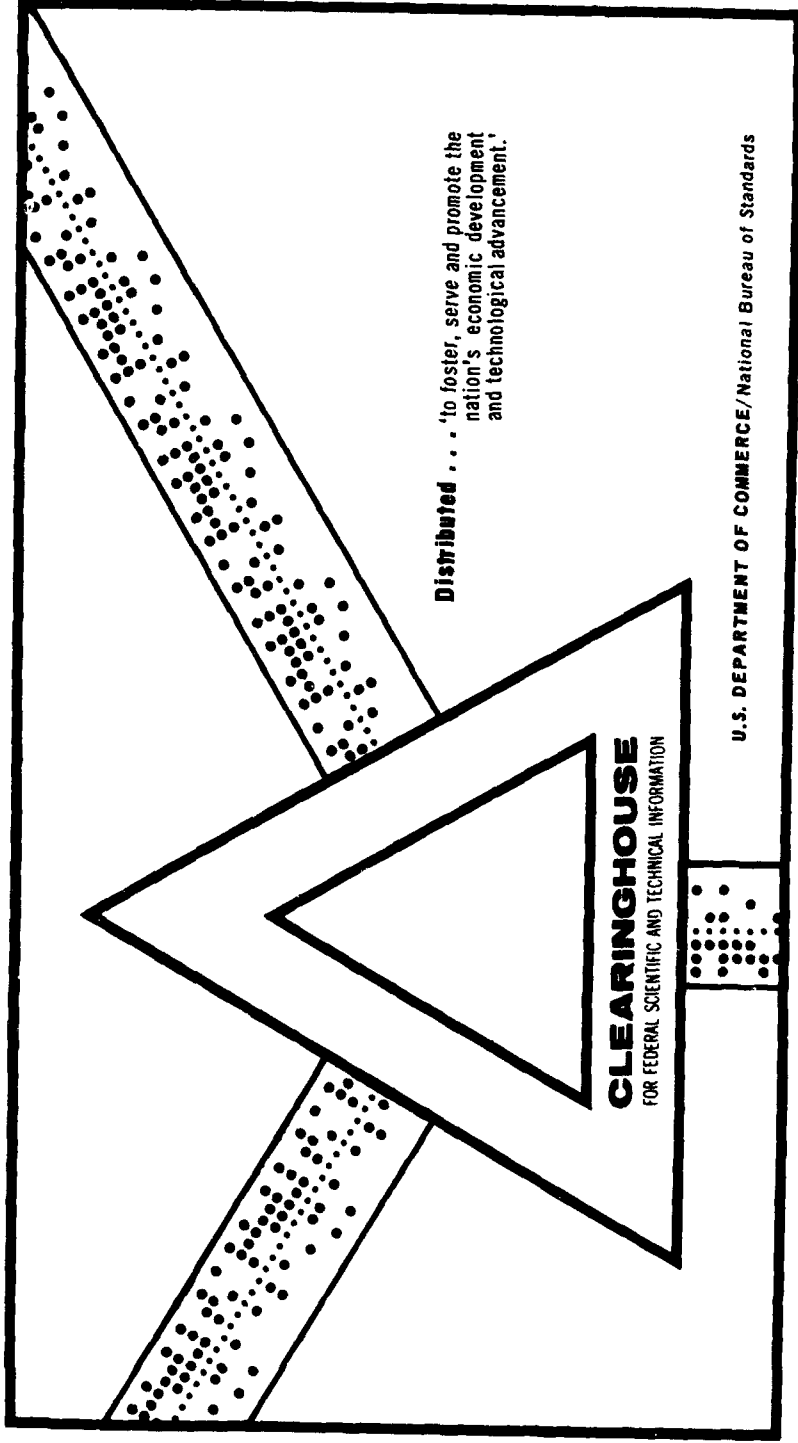 Distributed . . . 'to foster, serve and promote the
nation's economic development
and technological advancement.'
CLEARINGHOUSE
FOR FEDERAL SCIENTIFIC AND TECHNICAL INFORMATION
U.S. DEPARTMENT OF COMMERCE/National Bureau of Standards